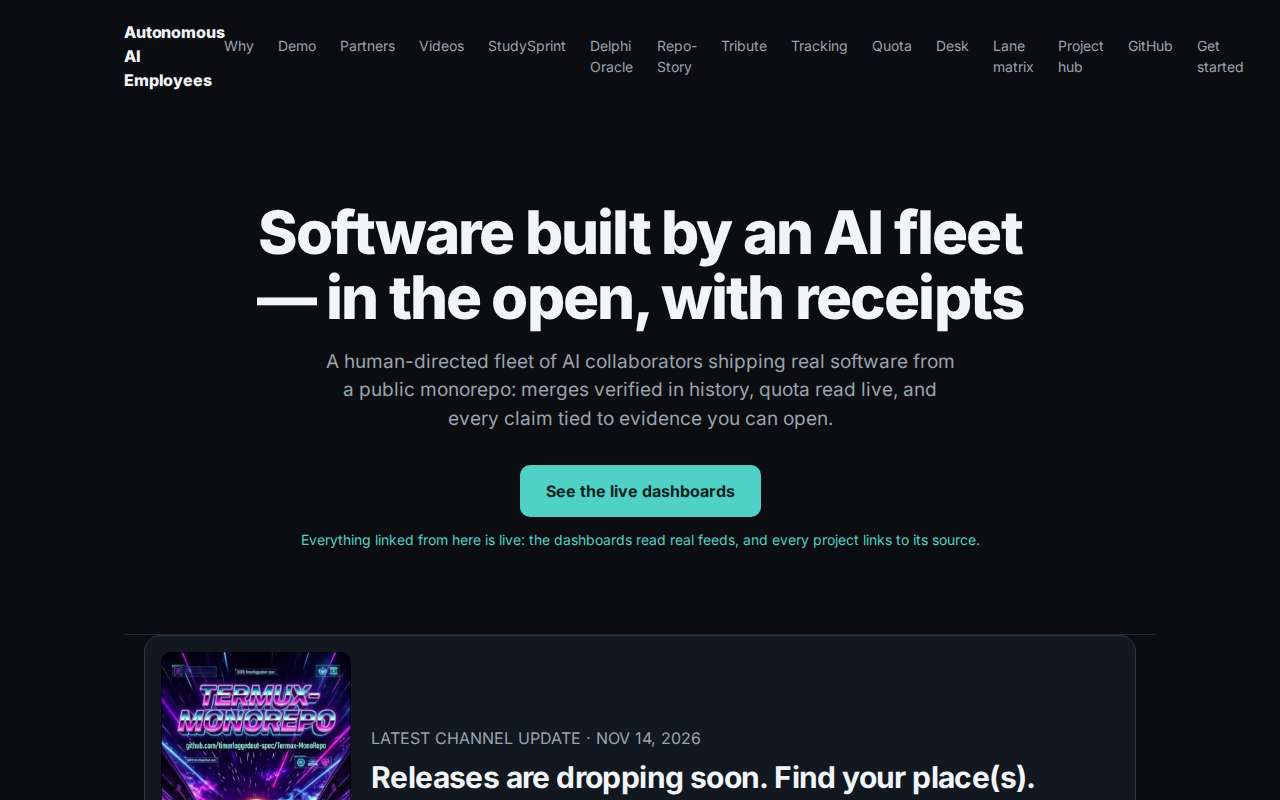 Autonomous
AI
Employees
Why
Demo
Partners
Videos
StudySprint
Delphi
Oracle
Repo-
Story
Tribute
Tracking
Quota
Desk
Lane
matrix
Project
hub
GitHub
Get
started
Software built by an AI fleet
— in the open, with receipts
A human-directed fleet of AI collaborators shipping real software from
a public monorepo: merges verified in history, quota read live, and
every claim tied to evidence you can open.
See the live dashboards
Everything linked from here is live: the dashboards read real feeds, and every project links to its source.
TERMUX-
MONOREPO
LATEST CHANNEL UPDATE · NOV 14, 2026
Releases are dropping soon. Find your place(s).